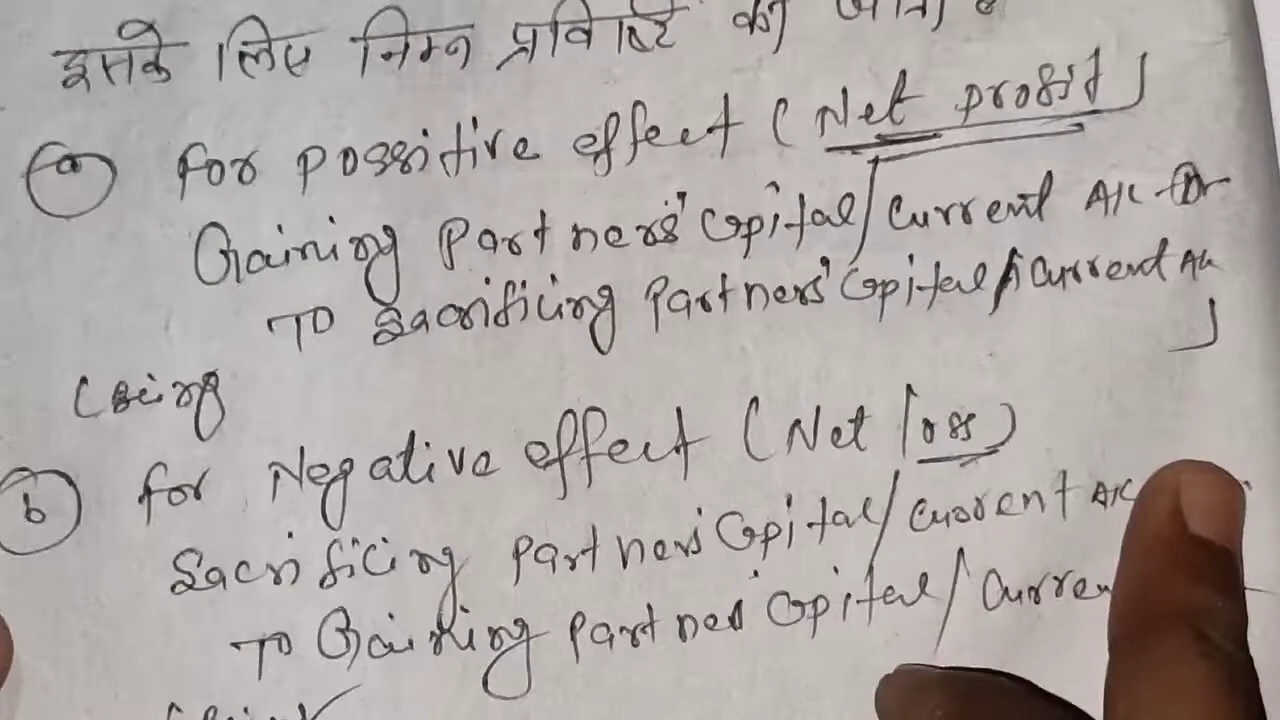 इसके लिए निम्न प्रविष्टि की जाती है
(a) for possitive effect (Net profit)
Gaining Partners' Capital/Current A/c Dr
To Sacrificing Partners' Capital/Current A/c
(Being
(b) for Negative effect (Net loss)
Sacrificing Partners' Capital/Current A/c
To Gaining Partners' Capital/Curren